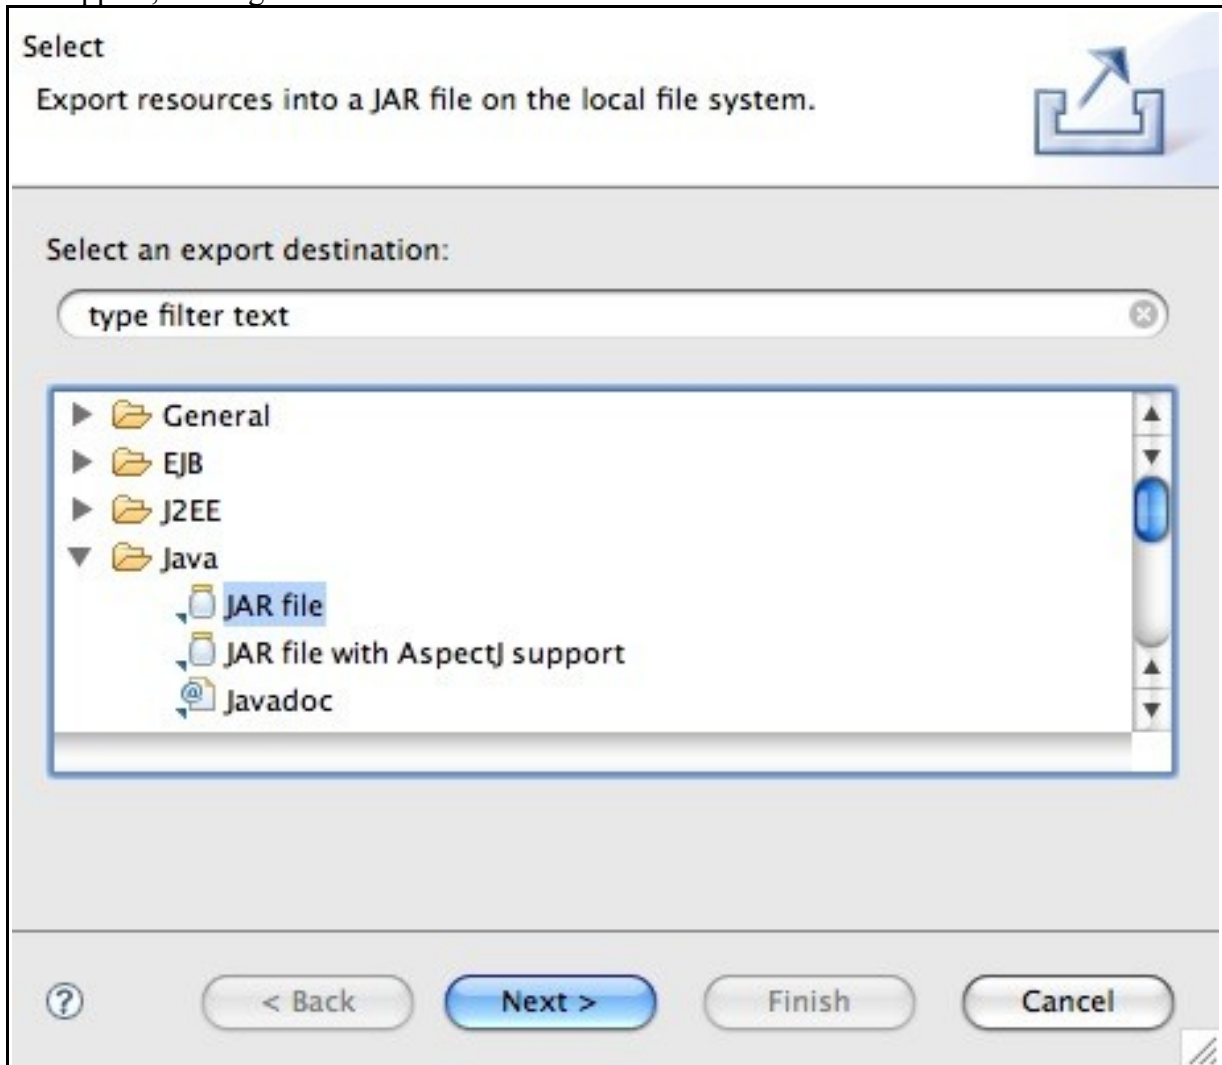 Select
Export resources into a JAR file on the local file system.
Select an export destination:
type filter text
General
EJB
J2EE
Java
JAR file
JAR file with AspectJ support
Javadoc
< Back Next > Finish Cancel